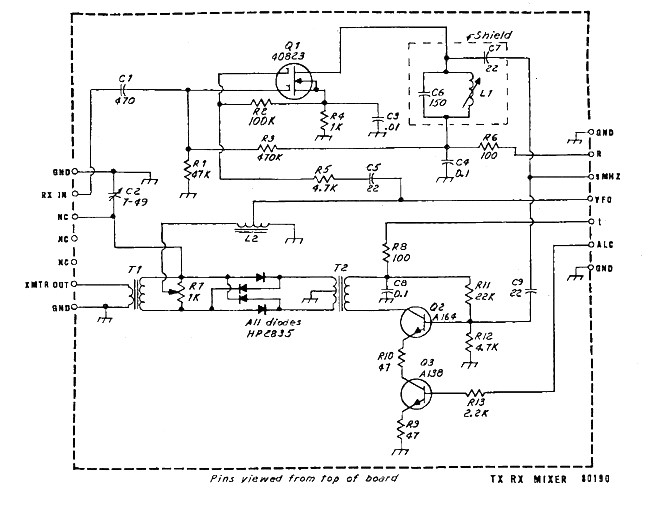 Shield
Q1
40823
C7
22
C1
470
C6
150
L1
R2
100K
R4
1K
C3
.01
R3
470K
R6
100
GND
R
R1
47K
C4
0.1
GND
RX IN
C2
7-49
R5
4.7K
C5
22
5MHZ
VFO
NC
L2
t
NC
R8
100
ALC
NC
T1
T2
GND
XMTR OUT
R7
1K
C8
0.1
R11
22K
C9
22
GND
All diodes
HP2835
Q2
A164
R12
4.7K
R10
47
Q3
A138
R13
2.2K
R9
47
Pins viewed from top of board
TX RX MIXER 80190